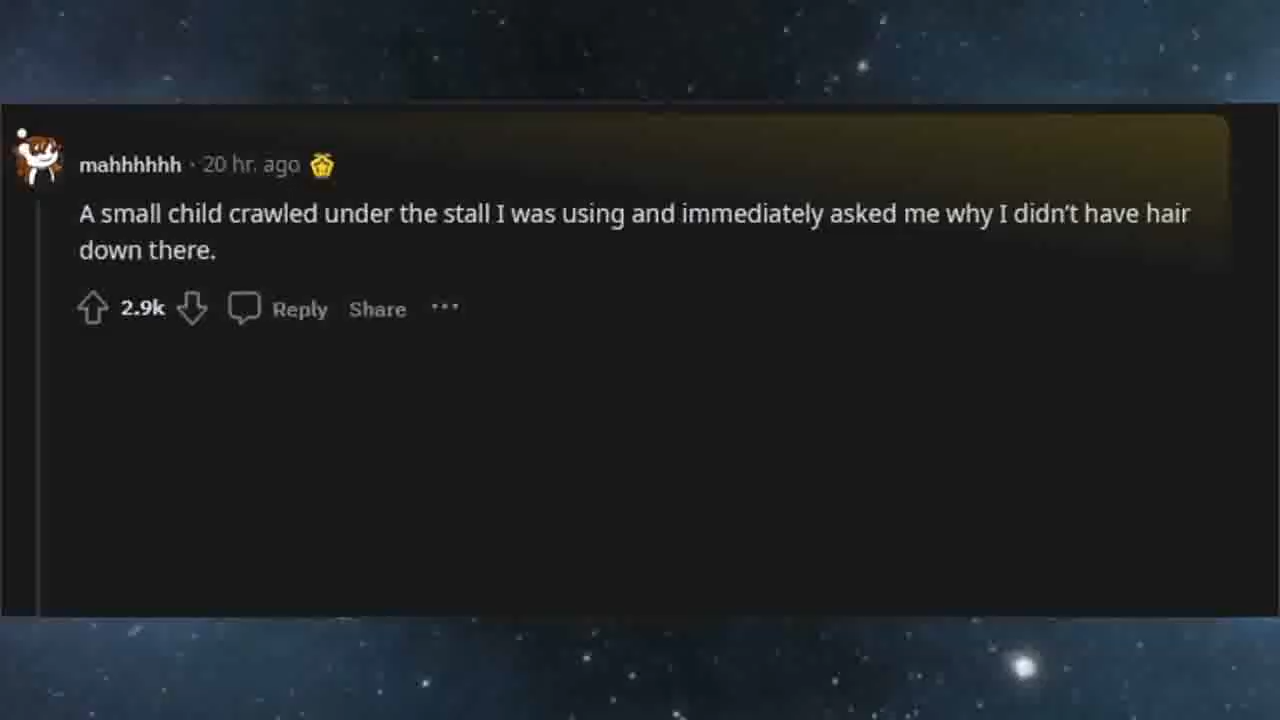 mahhhhhh · 20 hr. ago
A small child crawled under the stall I was using and immediately asked me why I didn't have hair
down there.
2.9k Reply Share ···